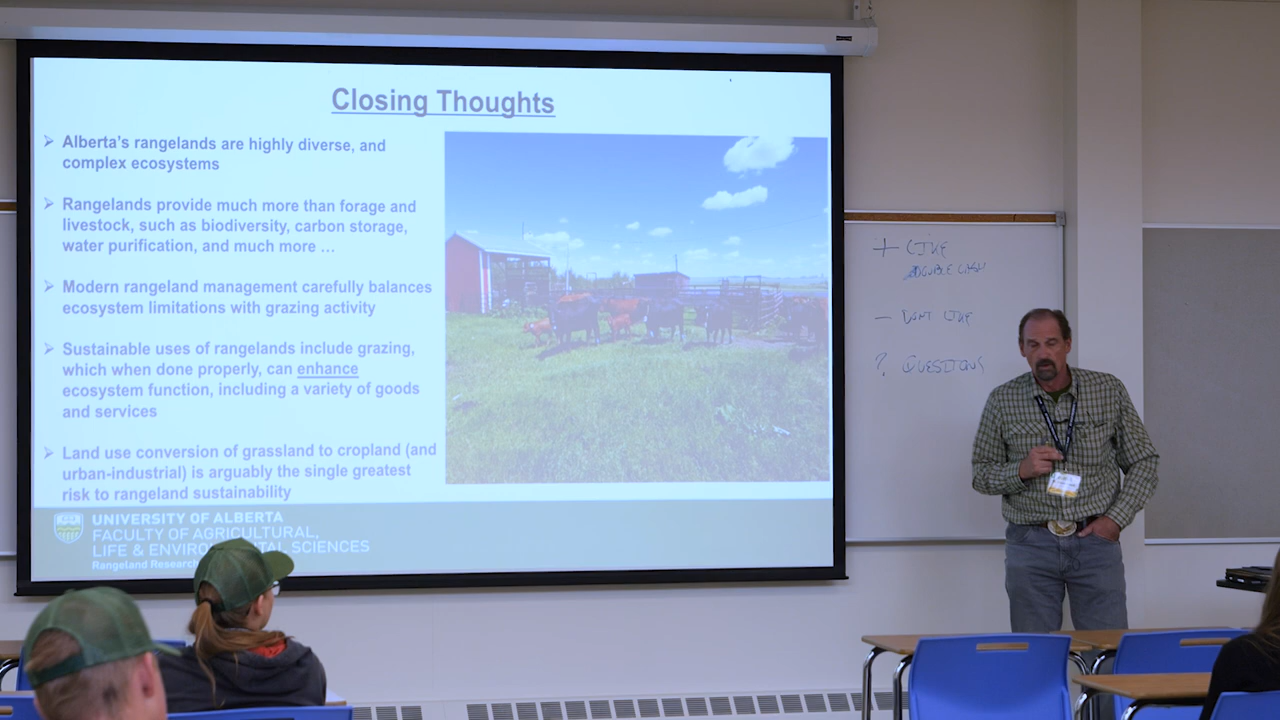 Closing Thoughts
➢ Alberta's rangelands are highly diverse, and
complex ecosystems
➢ Rangelands provide much more than forage and
livestock, such as biodiversity, carbon storage,
water purification, and much more ...
➢ Modern rangeland management carefully balances
ecosystem limitations with grazing activity
➢ Sustainable uses of rangelands include grazing,
which when done properly, can enhance
ecosystem function, including a variety of goods
and services
➢ Land use conversion of grassland to cropland (and
urban-industrial) is arguably the single greatest
risk to rangeland sustainability
UNIVERSITY OF ALBERTA
FACULTY OF AGRICULTURAL,
LIFE & ENVIRONMENTAL SCIENCES
Rangeland Research
+ LIKE
DOUBLE CASH
- DONT LIKE
? QUESTIONS